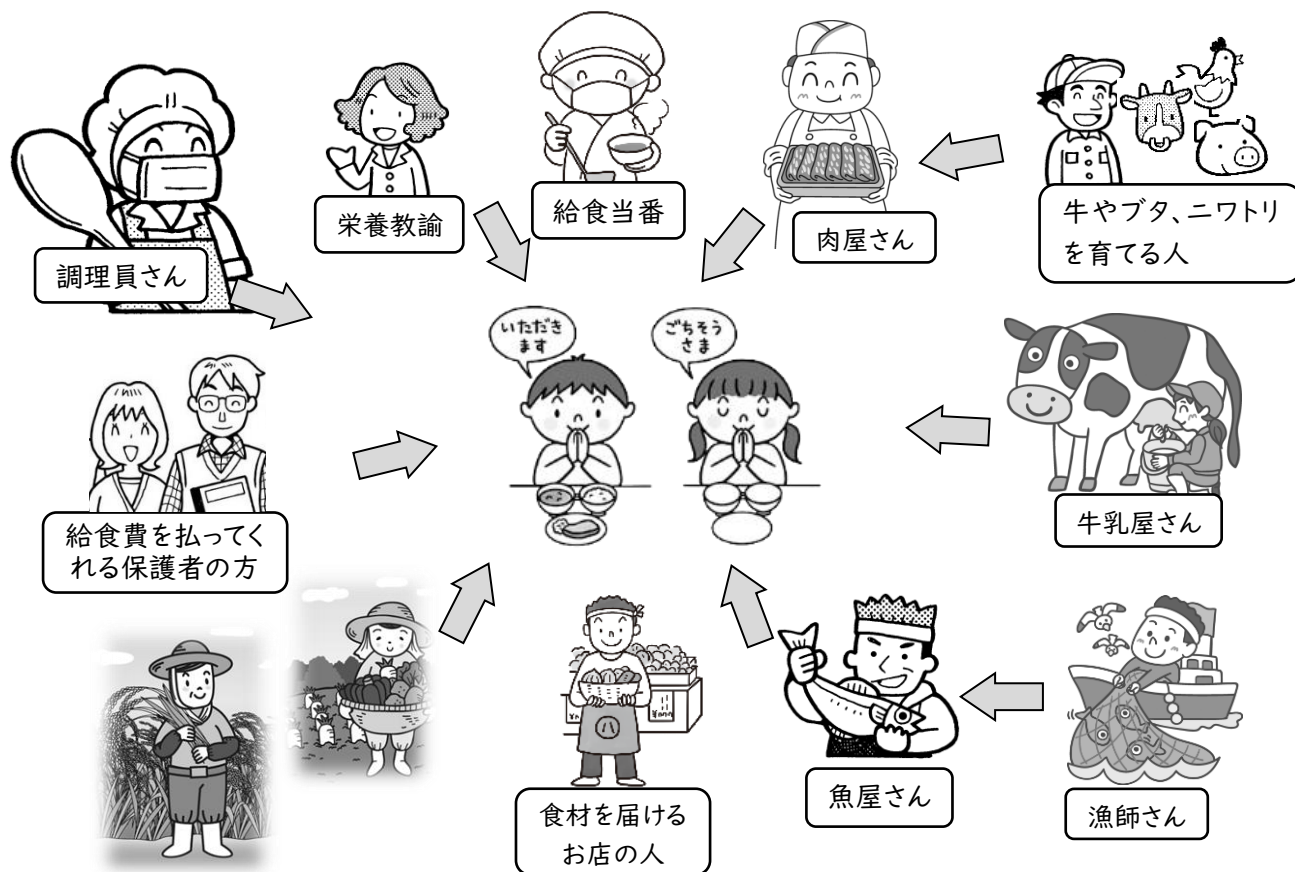 調理員さん
栄養教諭
給食当番
肉屋さん
牛やブタ、ニワトリ
を育てる人
いただき
ます
ごちそう
さま
給食費を払ってく
れる保護者の方
牛乳屋さん
食材を届ける
お店の人
魚屋さん
漁師さん
八